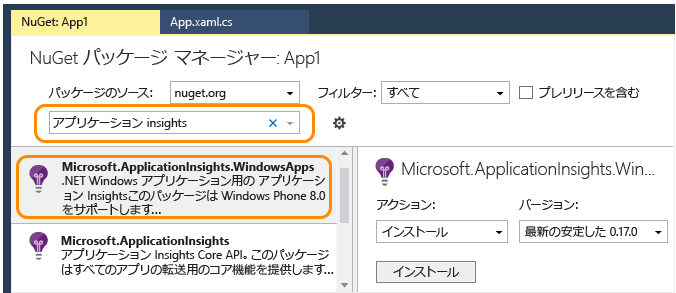 NuGet: App1
App.xaml.cs
NuGet パッケージ マネージャー: App1
パッケージのソース: nuget.org フィルター: すべて プレリリースを含む
アプリケーション insights
Microsoft.ApplicationInsights.WindowsApps
.NET Windows アプリケーション用の アプリケーシ
ョン Insightsこのパッケージは Windows Phone 8.0
をサポートします...
Microsoft.ApplicationInsights
アプリケーション Insights Core API。このパッケージ
はすべてのアプリの転送用のコア機能を提供します...
Microsoft.ApplicationInsights.Win...
アクション: バージョン:
インストール 最新の安定した 0.17.0
インストール